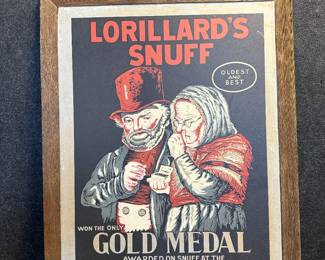 LORILLARD'S
SNUFF
OLDEST
AND
BEST
WON THE ONLY
GOLD MEDAL
AWARDED ON SNUFF AT THE